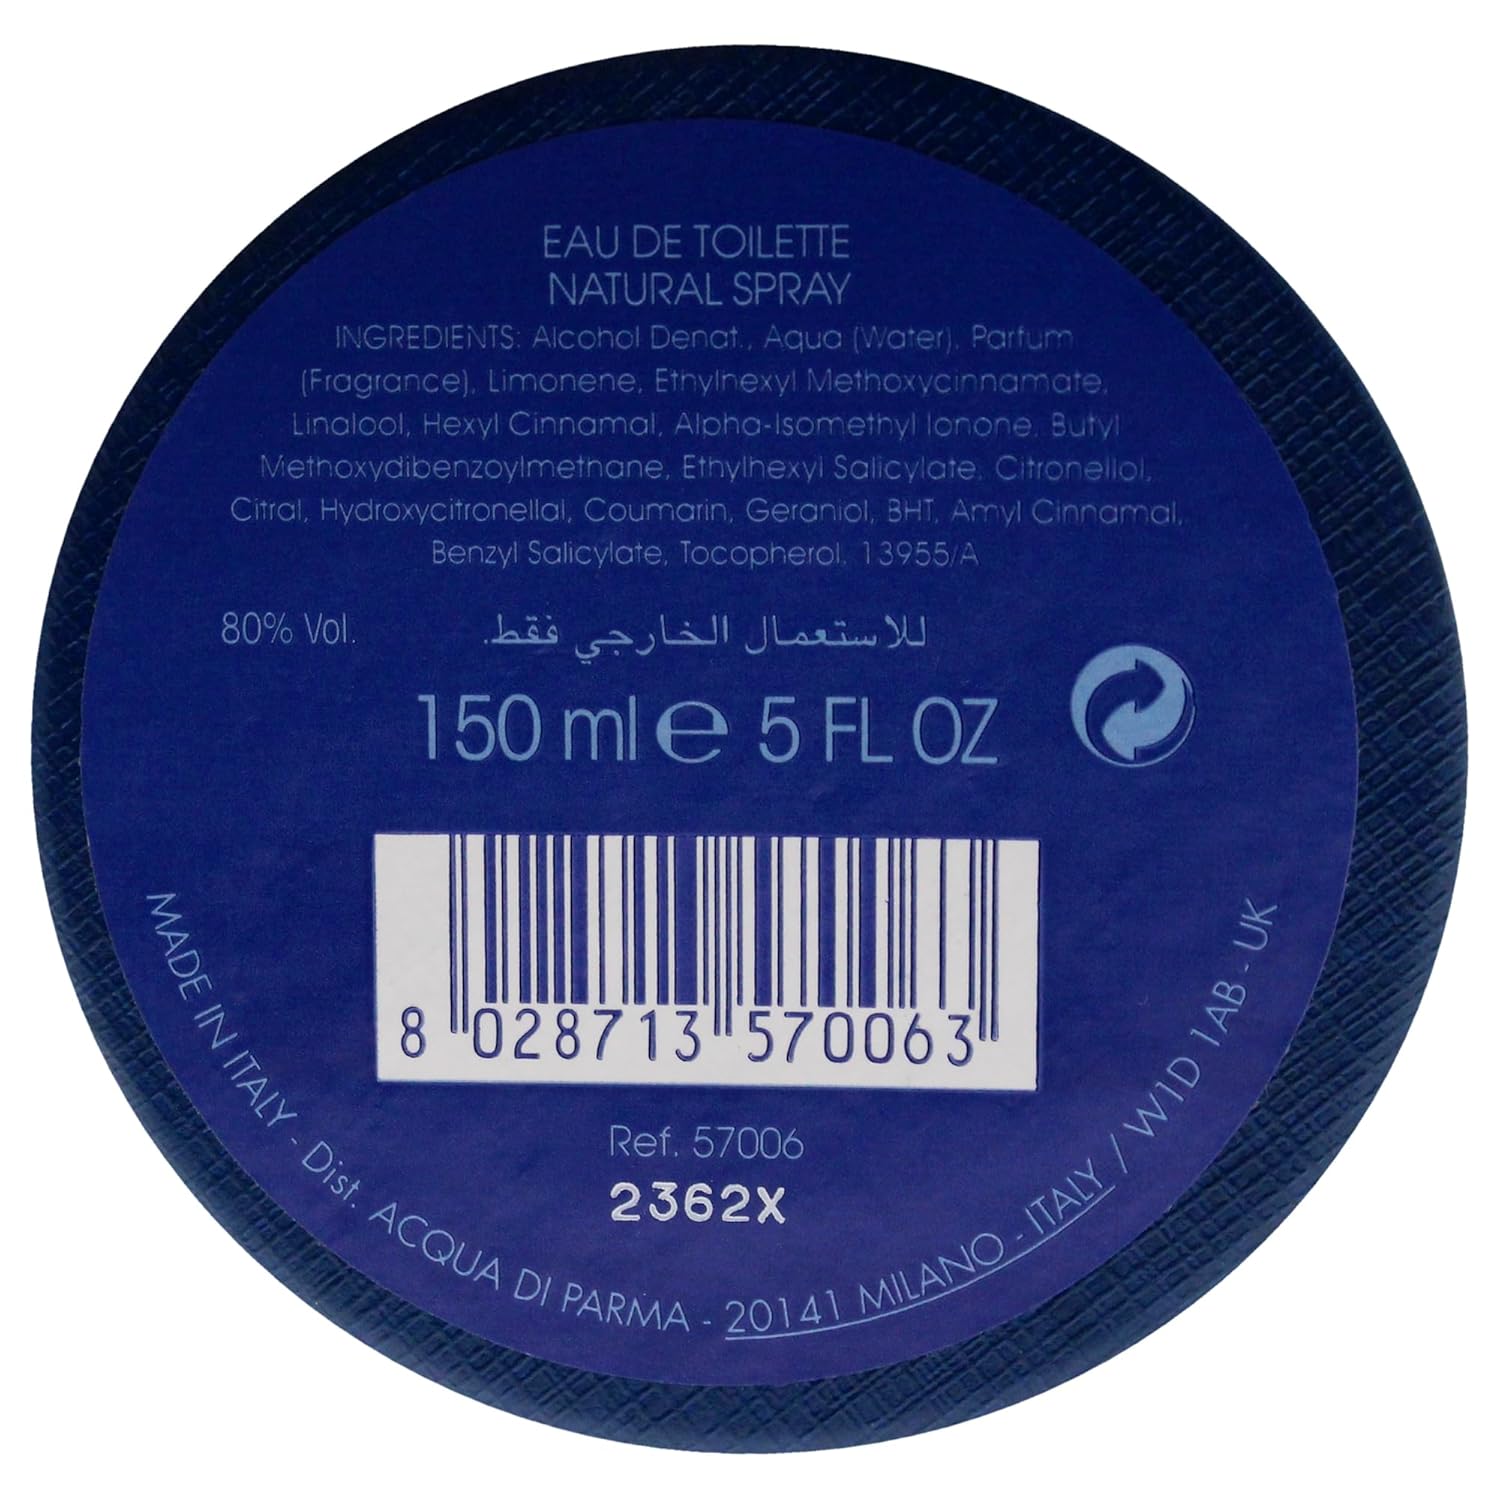 EAU DE TOILETTE
NATURAL SPRAY
INGREDIENTS: Alcohol Denat., Aqua (Water), Parfum
(Fragrance), Limonene, Ethylhexyl Methoxycinnamate,
Linalool, Hexyl Cinnamal, Alpha-Isomethyl Ionone, Butyl
Methoxydibenzoylmethane, Ethylhexyl Salicylate, Citronellol,
Citral, Hydroxycitronellal, Coumarin, Geraniol, BHT, Amyl Cinnamal,
Benzyl Salicylate, Tocopherol. 13955/A
80% Vol.
للاستعمال الخارجي فقط.
150 ml e 5 FL OZ
8 028713 570063
Ref. 57006
2362X
MADE IN ITALY - Dist. ACQUA DI PARMA - 20141 MILANO - ITALY / W1D 1AB - UK